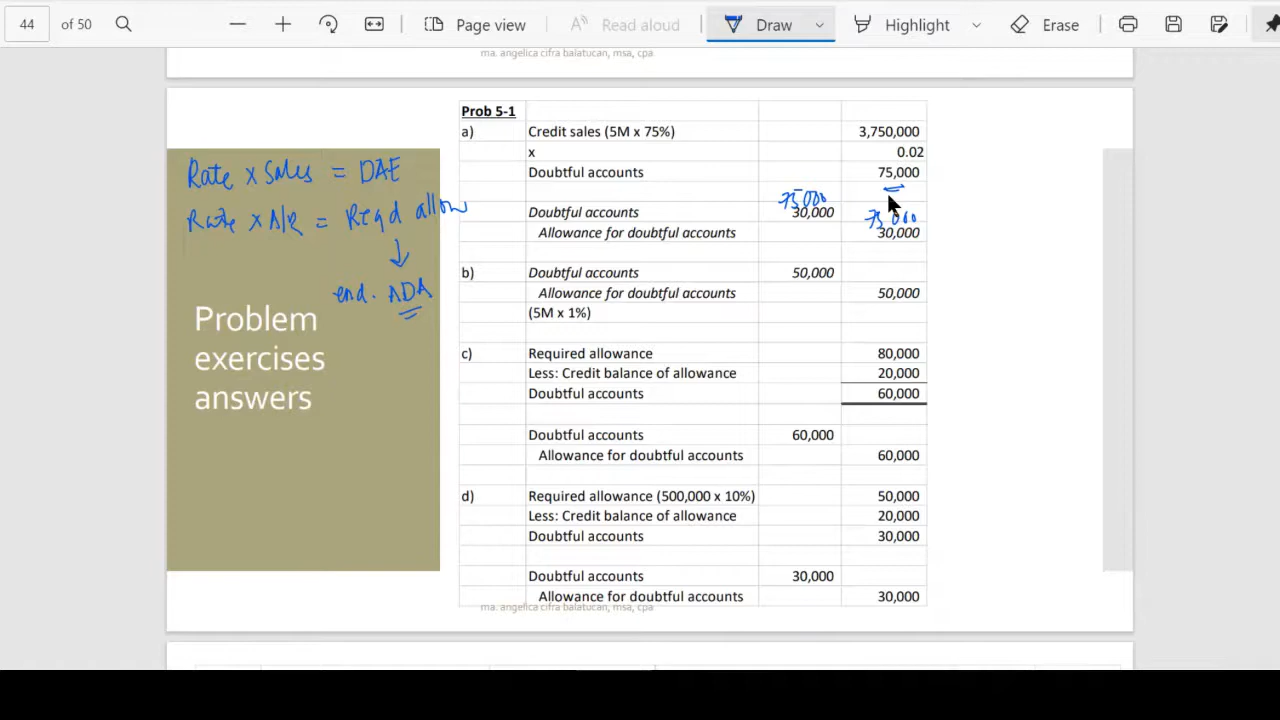 44 of 50 Page view Read aloud Draw Highlight Erase
ma. angelica cifra balatucan, msa, cpa
Prob 5-1
a) Credit sales (5M x 75%) 3,750,000
x 0.02
Doubtful accounts 75,000
Rate x Sales = DAE
75,000
Doubtful accounts 30,000
Rate x A/R = Reqd allow
75,000
Allowance for doubtful accounts 30,000
b) Doubtful accounts 50,000
end. ADA
Allowance for doubtful accounts 50,000
(5M x 1%)
Problem
exercises
answers
c) Required allowance 80,000
Less: Credit balance of allowance 20,000
Doubtful accounts 60,000
Doubtful accounts 60,000
Allowance for doubtful accounts 60,000
d) Required allowance (500,000 x 10%) 50,000
Less: Credit balance of allowance 20,000
Doubtful accounts 30,000
Doubtful accounts 30,000
Allowance for doubtful accounts 30,000
ma. angelica cifra balatucan, msa, cpa